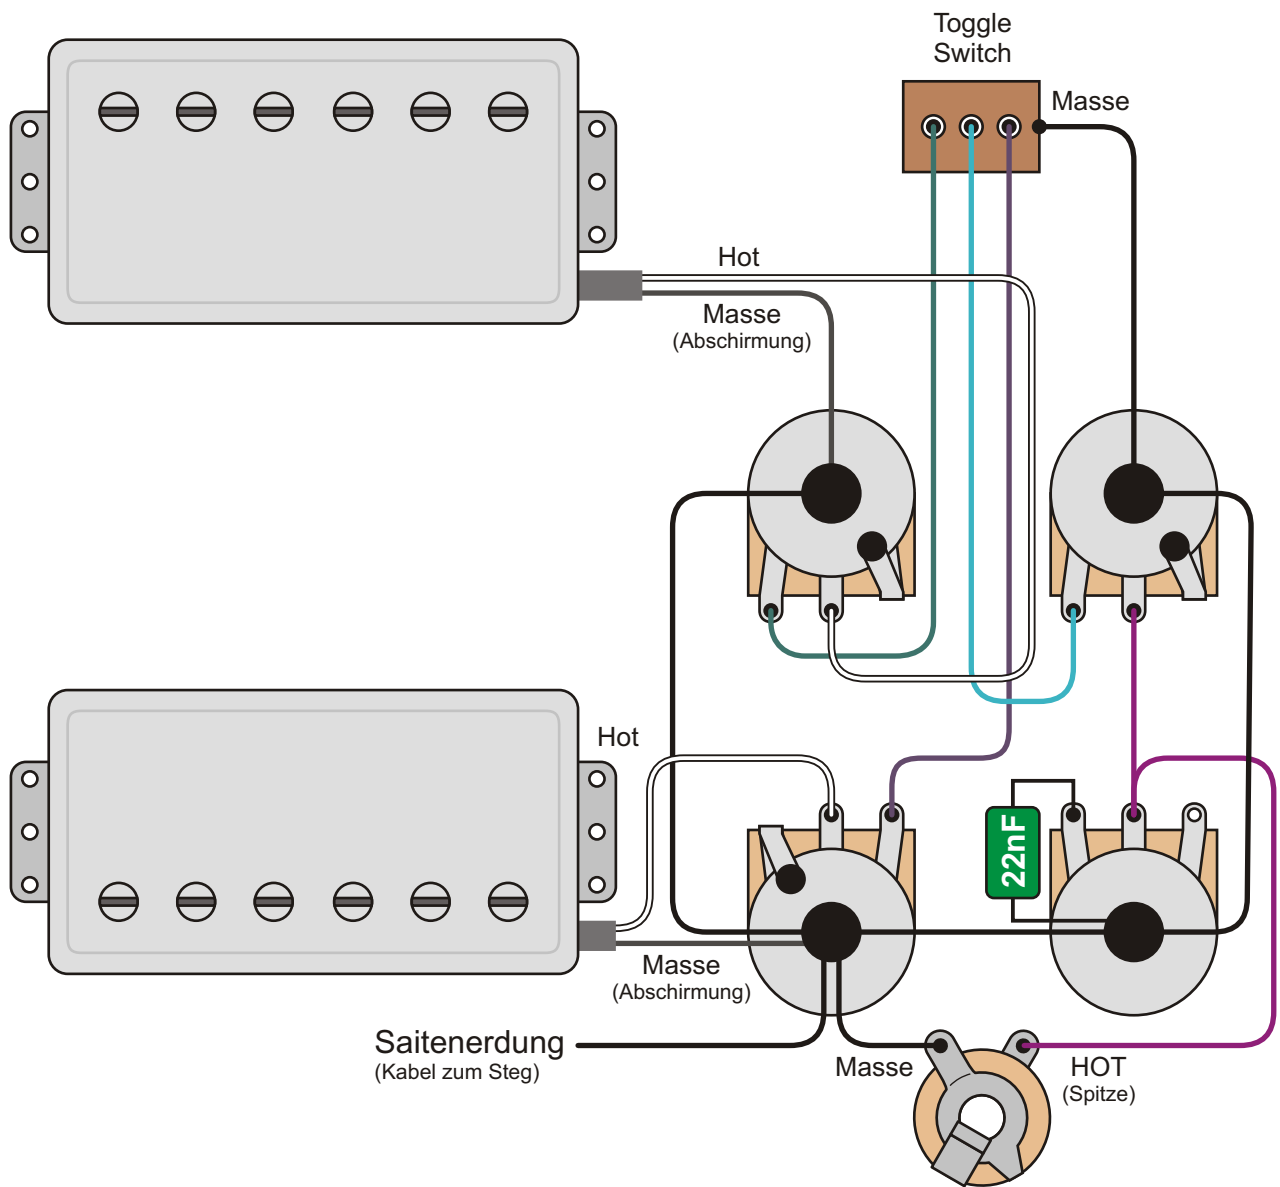 Toggle
Switch
Masse
Hot
Masse
(Abschirmung)
Hot
22nF
Masse
(Abschirmung)
Saitenerdung
(Kabel zum Steg)
Masse
HOT
(Spitze)